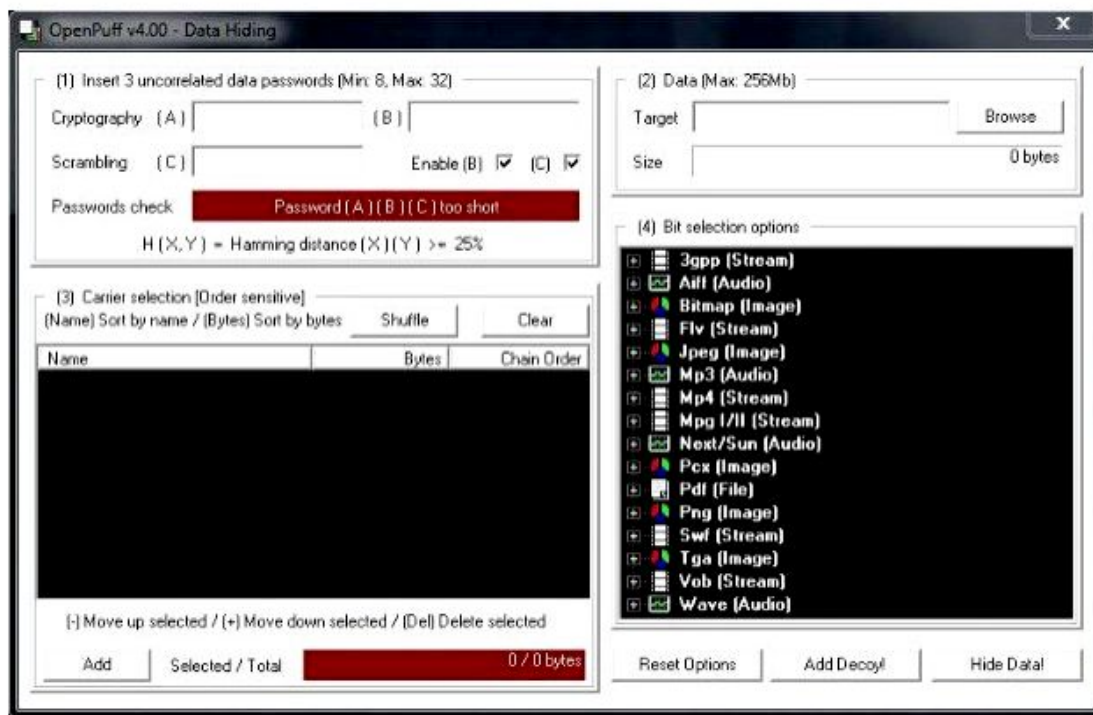 OpenPuff v4.00 - Data Hiding
X
(1) Insert 3 uncorrelated data passwords (Min: 8, Max: 32)
Cryptography (A) (B)
Scrambling (C) Enable (B) (C)
Passwords check Password (A) (B) (C) too short
H (X,Y) = Hamming distance (X) (Y) >= 25%
(2) Data (Max: 256Mb)
Target Browse
Size 0 bytes
(3) Carrier selection [Order sensitive]
(Name) Sort by name / (Bytes) Sort by bytes Shuffle Clear
Name Bytes Chain Order
(-) Move up selected / (+) Move down selected / (Del) Delete selected
Add Selected / Total 0 / 0 bytes
(4) Bit selection options
3gpp (Stream)
Aiff (Audio)
Bitmap (Image)
Flv (Stream)
Jpeg (Image)
Mp3 (Audio)
Mp4 (Stream)
Mpg I/II (Stream)
Next/Sun (Audio)
Pcx (Image)
Pdf (File)
Png (Image)
Swf (Stream)
Tga (Image)
Vob (Stream)
Wave (Audio)
Reset Options Add Decoy! Hide Data!